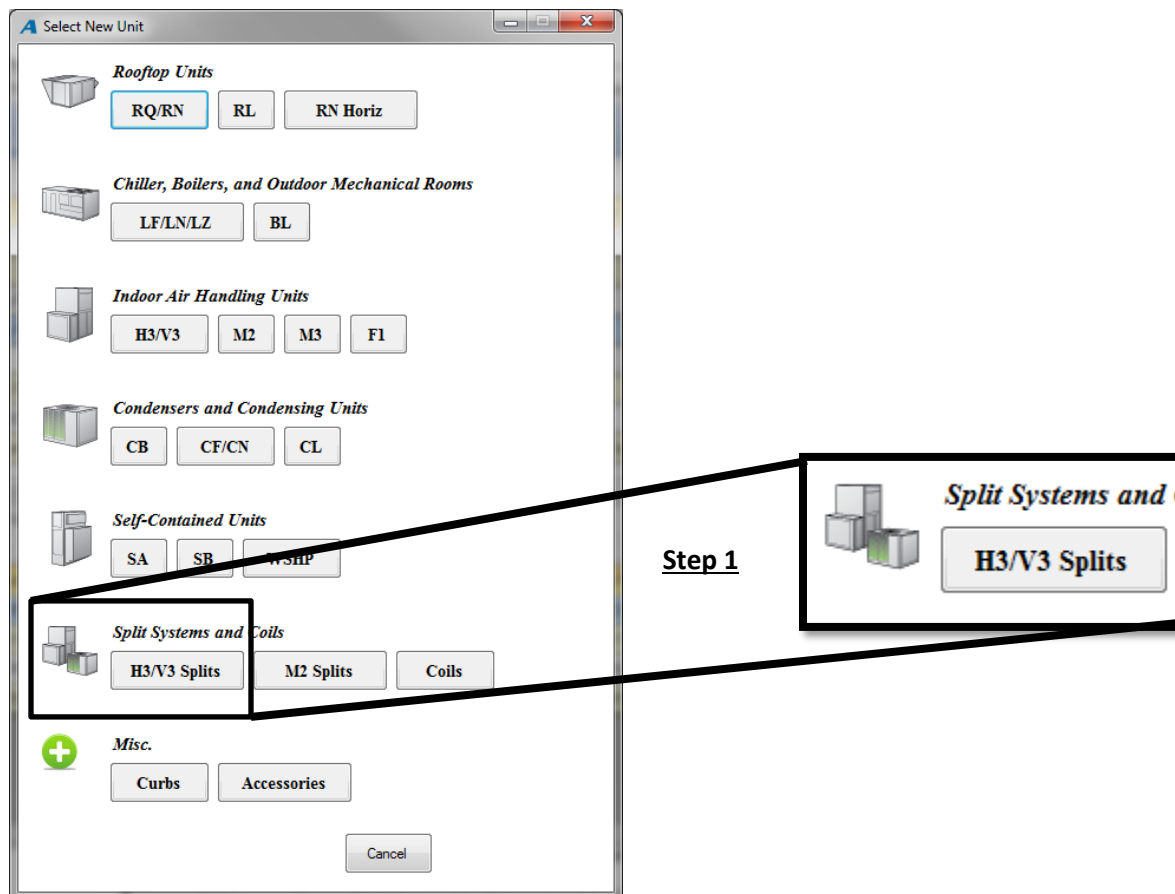 Select New Unit
Rooftop Units
RQ/RN RL RN Horiz
Chiller, Boilers, and Outdoor Mechanical Rooms
LF/LN/LZ BL
Indoor Air Handling Units
H3/V3 M2 M3 F1
Condensers and Condensing Units
CB CF/CN CL
Self-Contained Units
SA SB WSHP
Split Systems and Coils
H3/V3 Splits M2 Splits Coils
Misc.
Curbs Accessories
Cancel
Step 1
Split Systems and
H3/V3 Splits